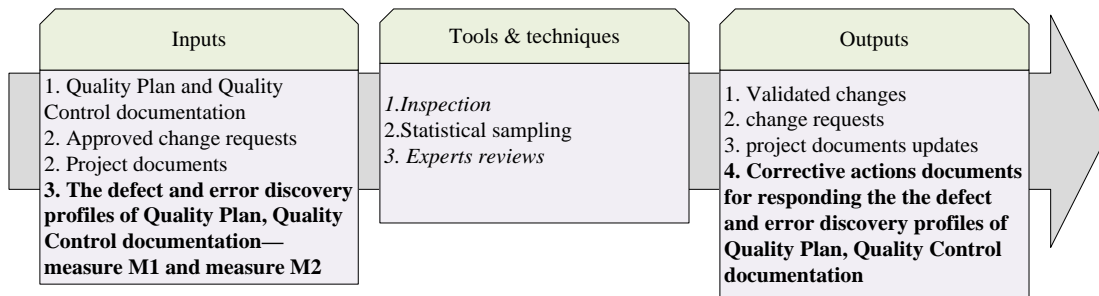 Inputs
1. Quality Plan and Quality
Control documentation
2. Approved change requests
2. Project documents
3. The defect and error discovery
profiles of Quality Plan, Quality
Control documentation—
measure M1 and measure M2
Tools & techniques
1.Inspection
2.Statistical sampling
3. Experts reviews
Outputs
1. Validated changes
2. change requests
3. project documents updates
4. Corrective actions documents
for responding the the defect
and error discovery profiles of
Quality Plan, Quality Control
documentation